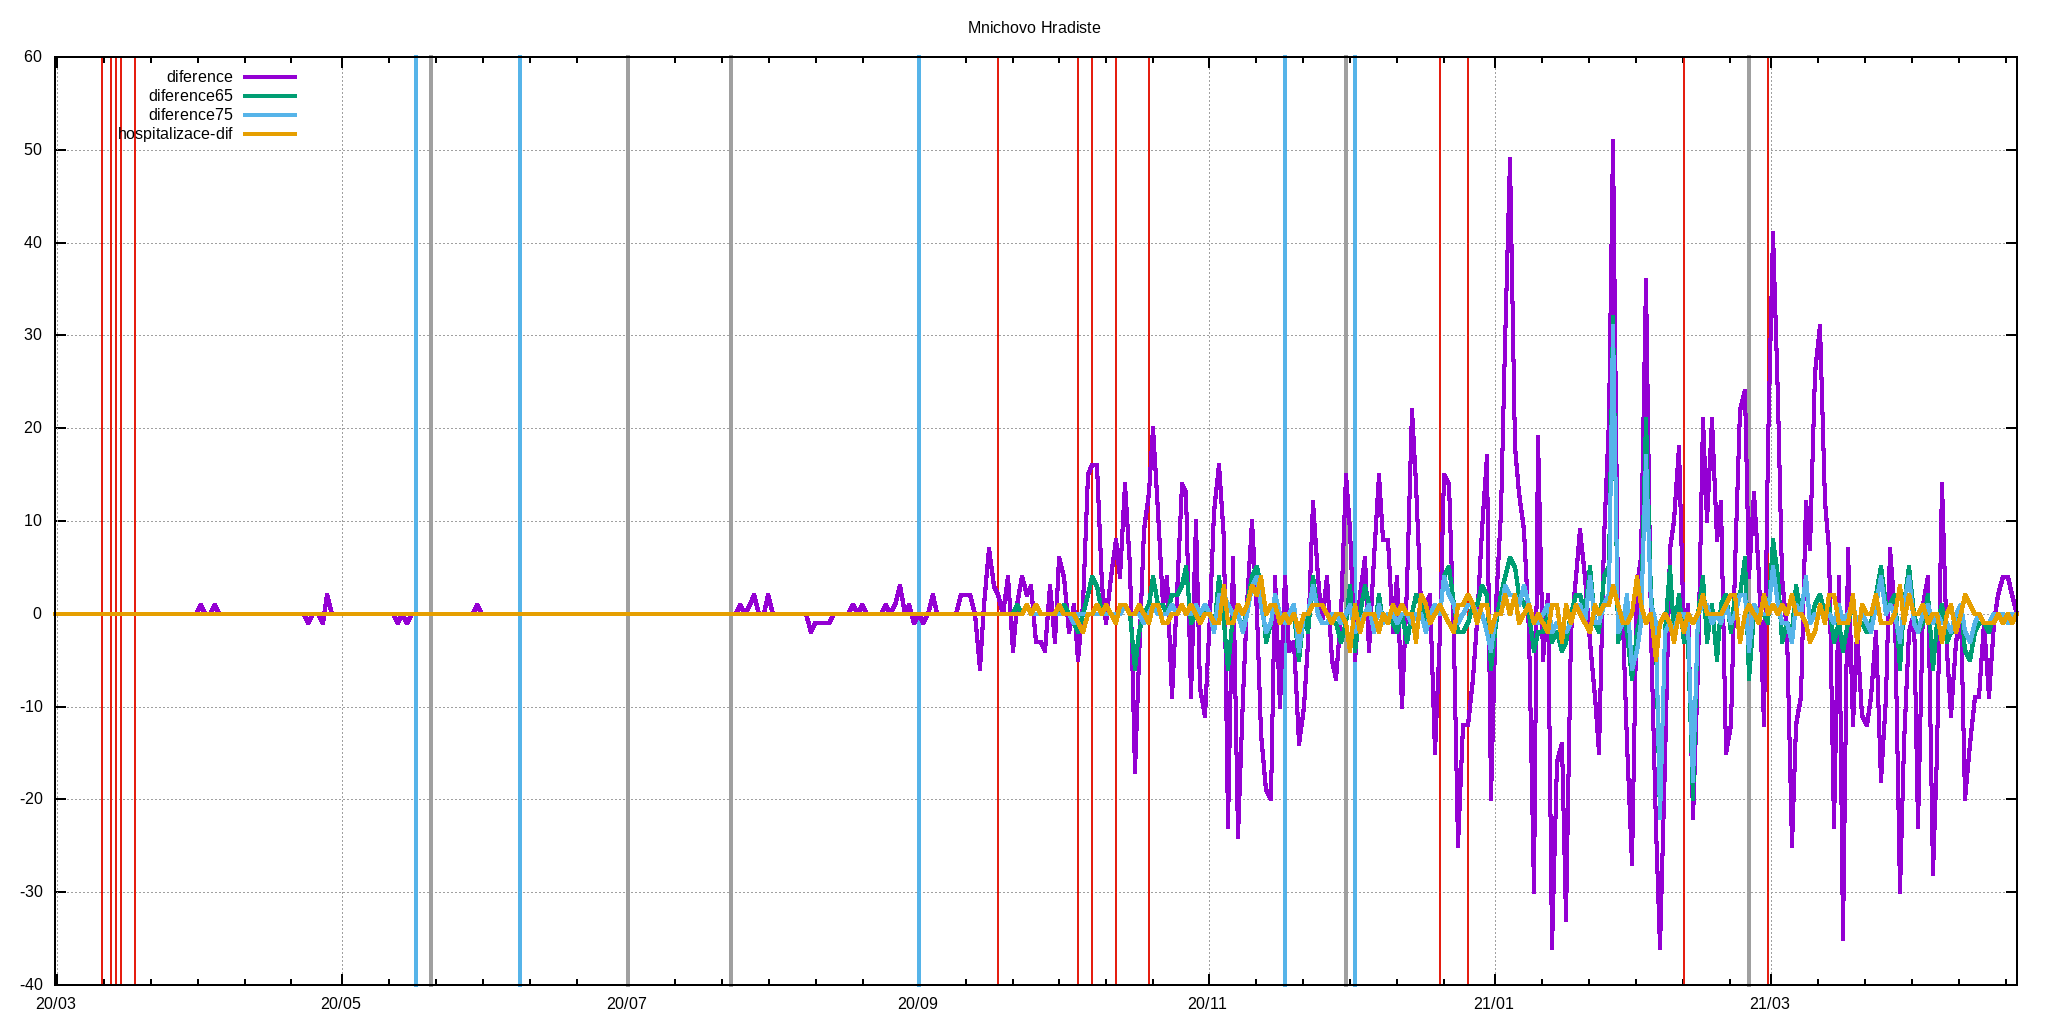 Mnichovo Hradiste
60
50
40
30
20
10
0
-10
-20
-30
-40
diference
diference65
diference75
hospitalizace-dif
20/03 20/05 20/07 20/09 20/11 21/01 21/03